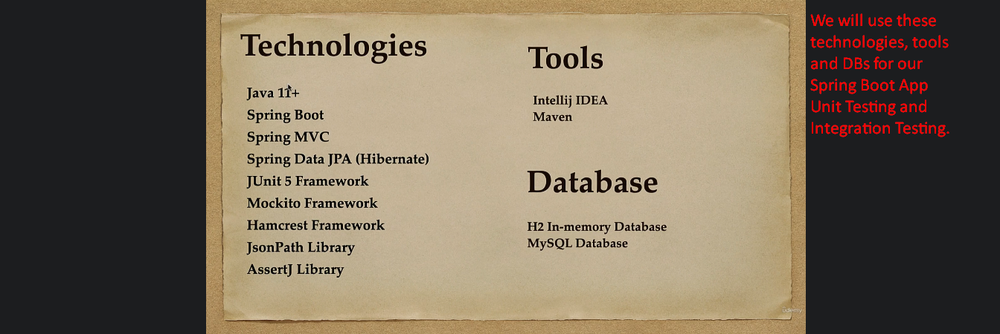 Technologies
Java 11+
Spring Boot
Spring MVC
Spring Data JPA (Hibernate)
JUnit 5 Framework
Mockito Framework
Hamcrest Framework
JsonPath Library
AssertJ Library
Tools
Intellij IDEA
Maven
Database
H2 In-memory Database
MySQL Database
udemy
We will use these
technologies, tools
and DBs for our
Spring Boot App
Unit Testing and
Integration Testing.